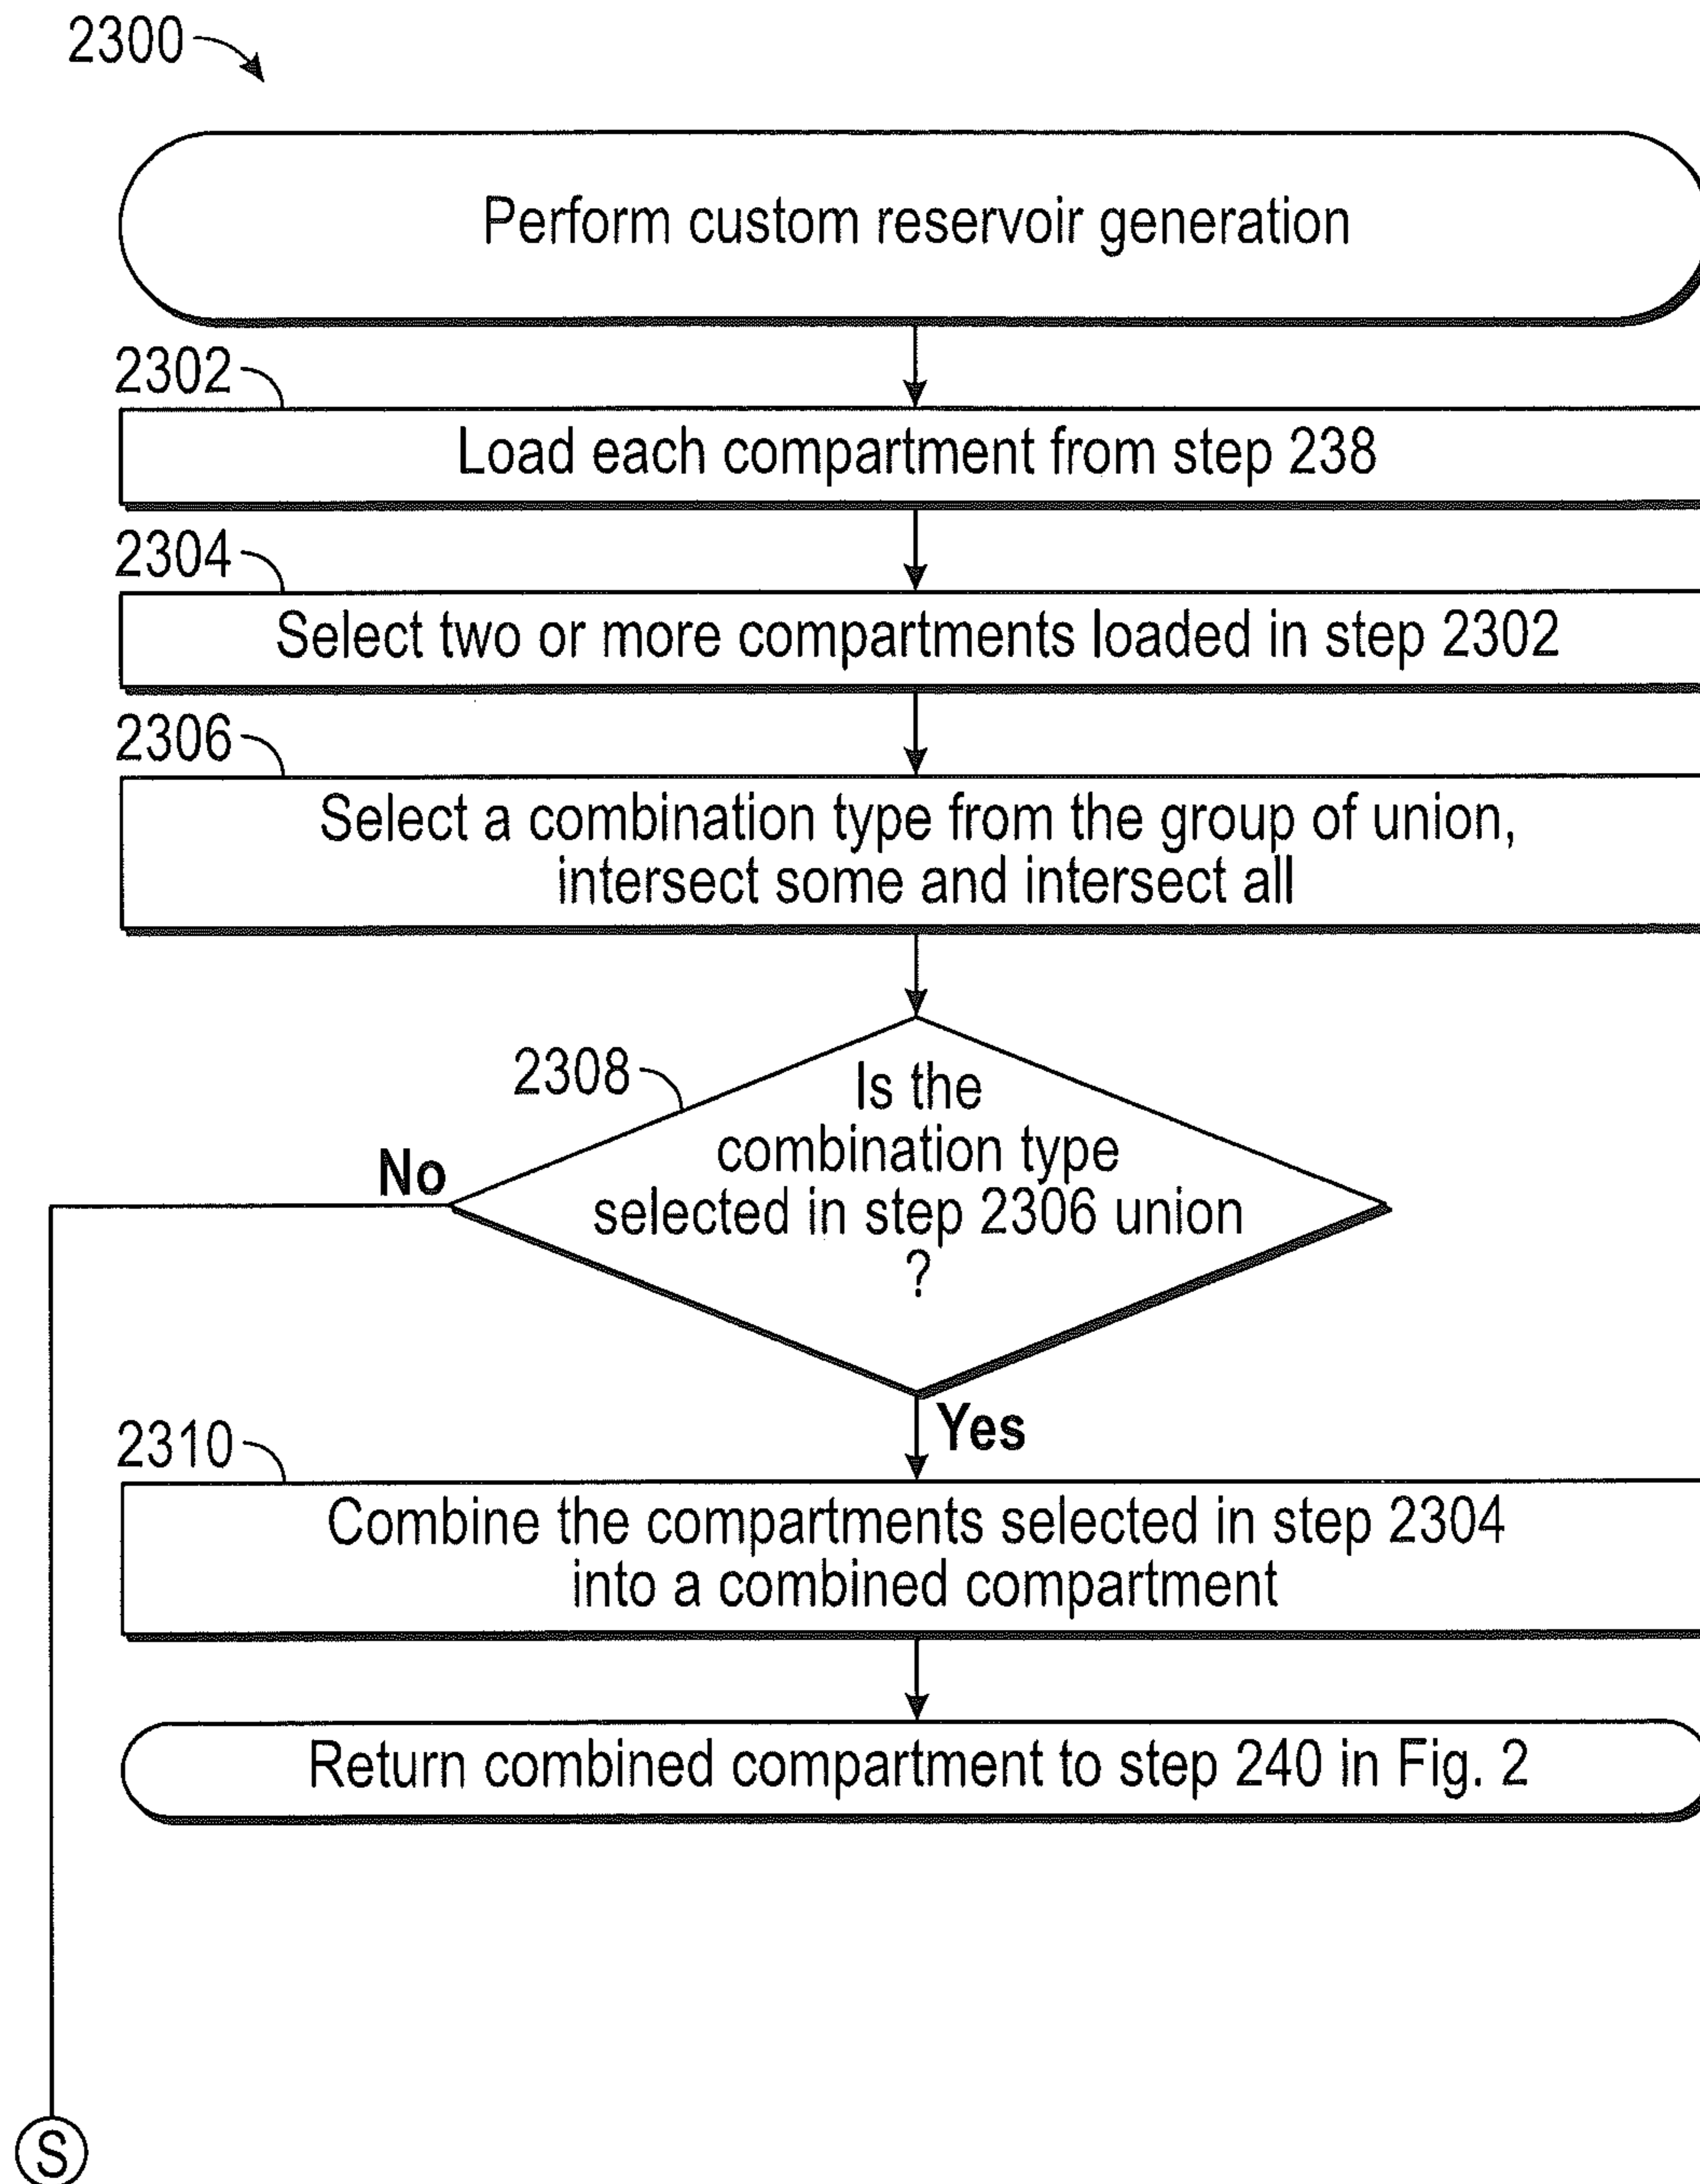 2300
Perform custom reservoir generation
2302
Load each compartment from step 238
2304
Select two or more compartments loaded in step 2302
2306
Select a combination type from the group of union,
intersect some and intersect all
2308
Is the
combination type
selected in step 2306 union
?
No
Yes
2310
Combine the compartments selected in step 2304
into a combined compartment
Return combined compartment to step 240 in Fig. 2
S